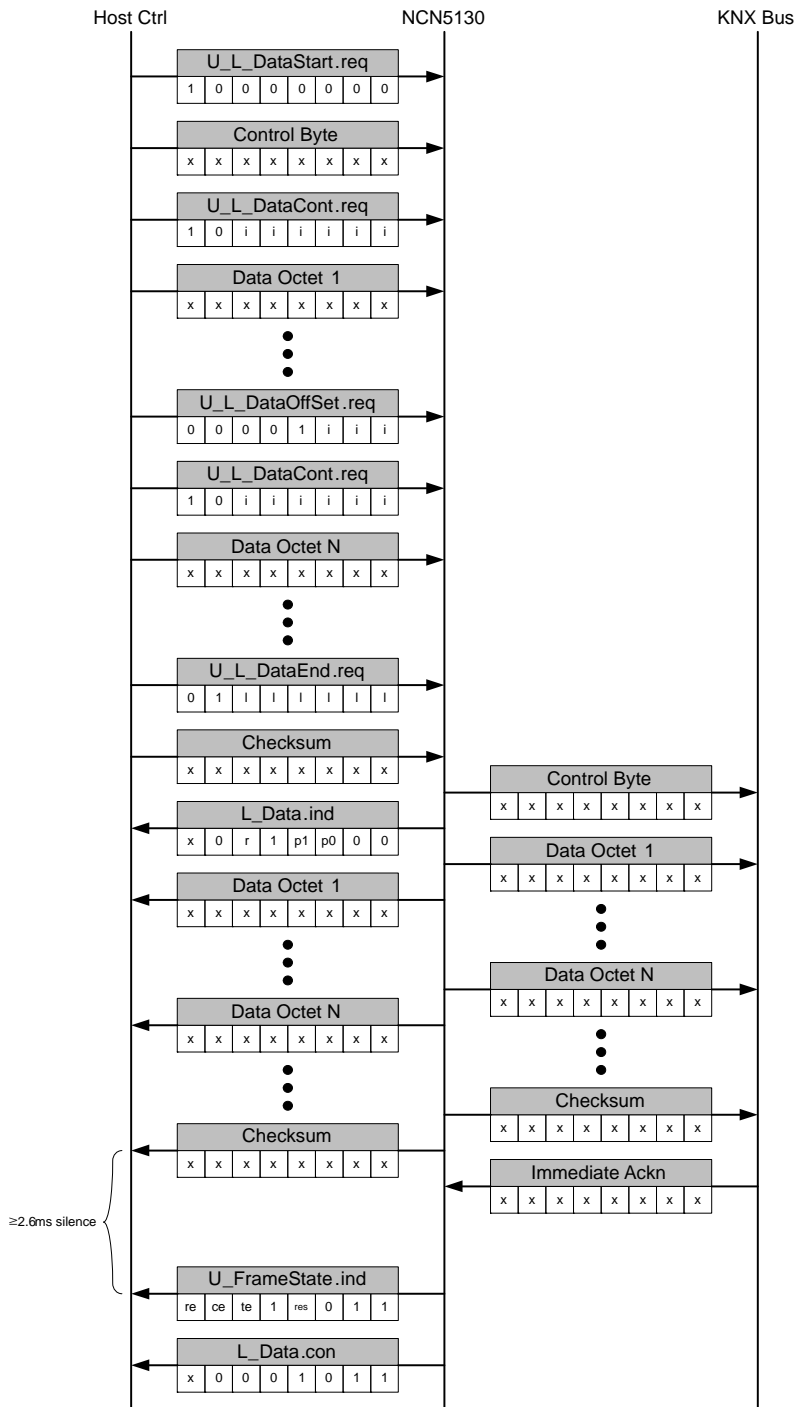 Host Ctrl NCN5130 KNX Bus
U_L_DataStart.req
1 0 0 0 0 0 0 0
Control Byte
x x x x x x x x
U_L_DataCont.req
1 0 i i i i i i
Data Octet 1
x x x x x x x x
U_L_DataOffSet.req
0 0 0 0 1 i i i
U_L_DataCont.req
1 0 i i i i i i
Data Octet N
x x x x x x x x
U_L_DataEnd.req
0 1 l l l l l l
Checksum
x x x x x x x x
Control Byte
x x x x x x x x
L_Data.ind
x 0 r 1 p1 p0 0 0
Data Octet 1
x x x x x x x x
Data Octet 1
x x x x x x x x
Data Octet N
x x x x x x x x
Data Octet N
x x x x x x x x
Checksum
x x x x x x x x
Checksum
x x x x x x x x
Immediate Ackn
x x x x x x x x
≥2.6ms silence
U_FrameState.ind
re ce te 1 res 0 1 1
L_Data.con
x 0 0 0 1 0 1 1